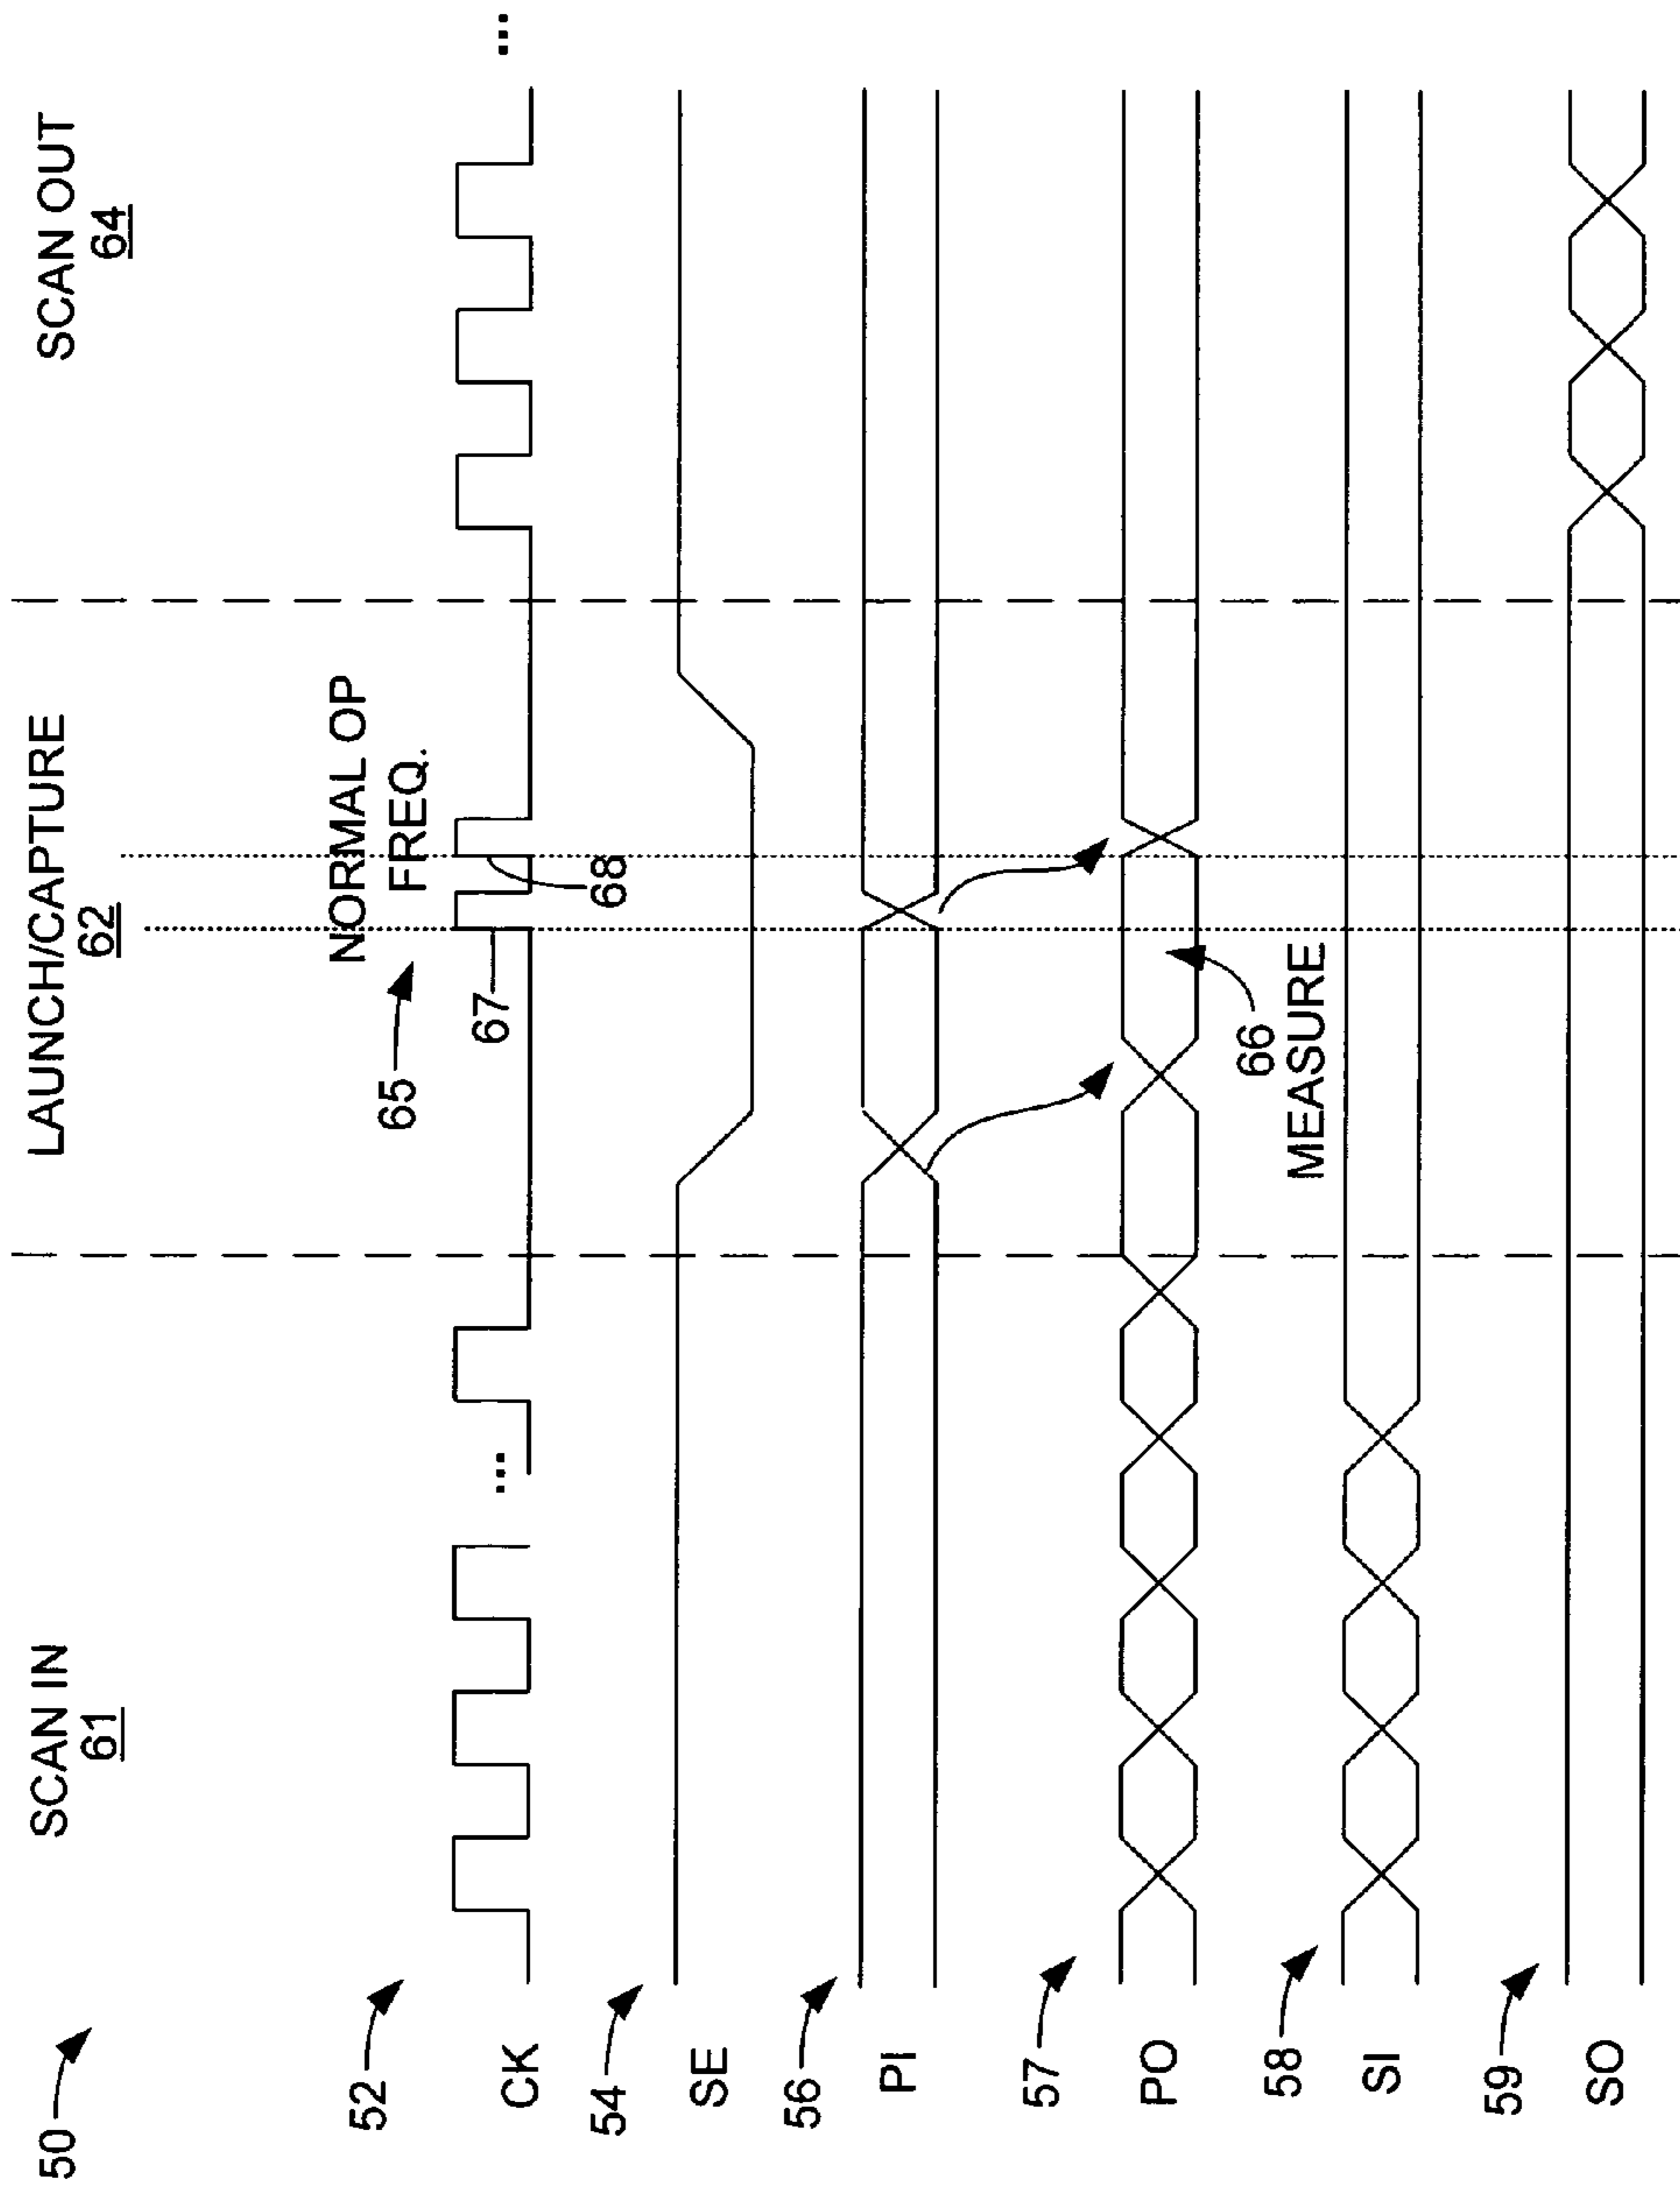 50
SCAN IN
61
LAUNCH/CAPTURE
62
SCAN OUT
64
52
CK
...
65
NORMAL OP
FREQ.
67
68
...
54
SE
56
PI
57
PO
66
MEASURE
58
SI
59
SO